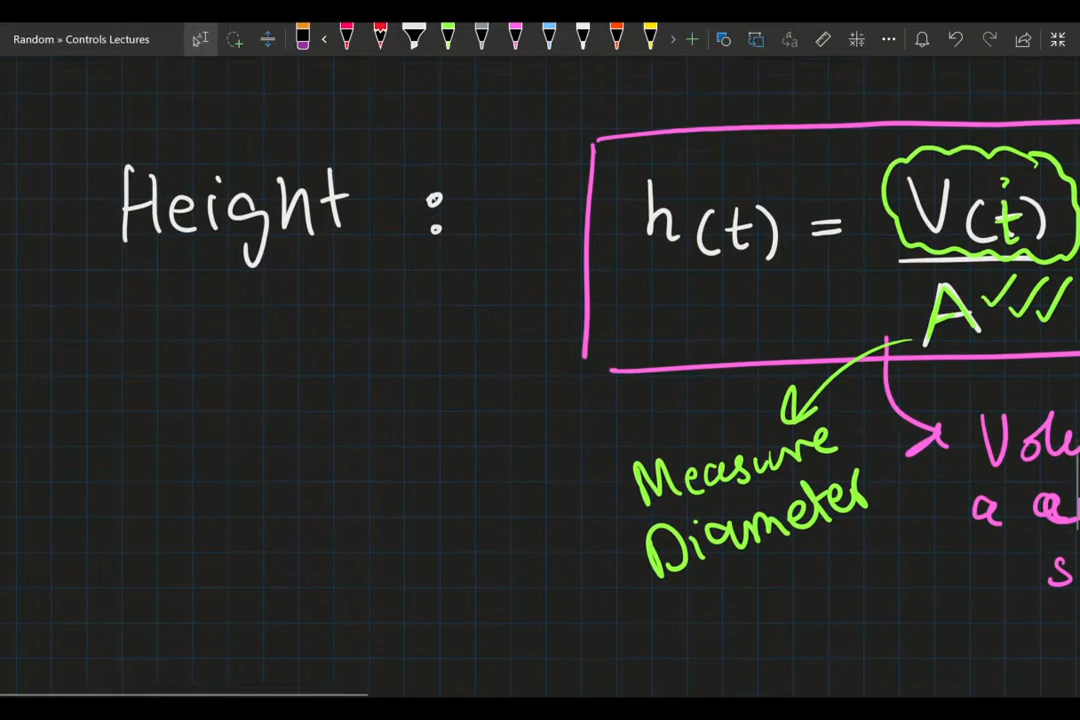 Random » Controls Lectures
Height : h(t) = V(t)
A ✓✓✓
Measure
Diameter
a a
s